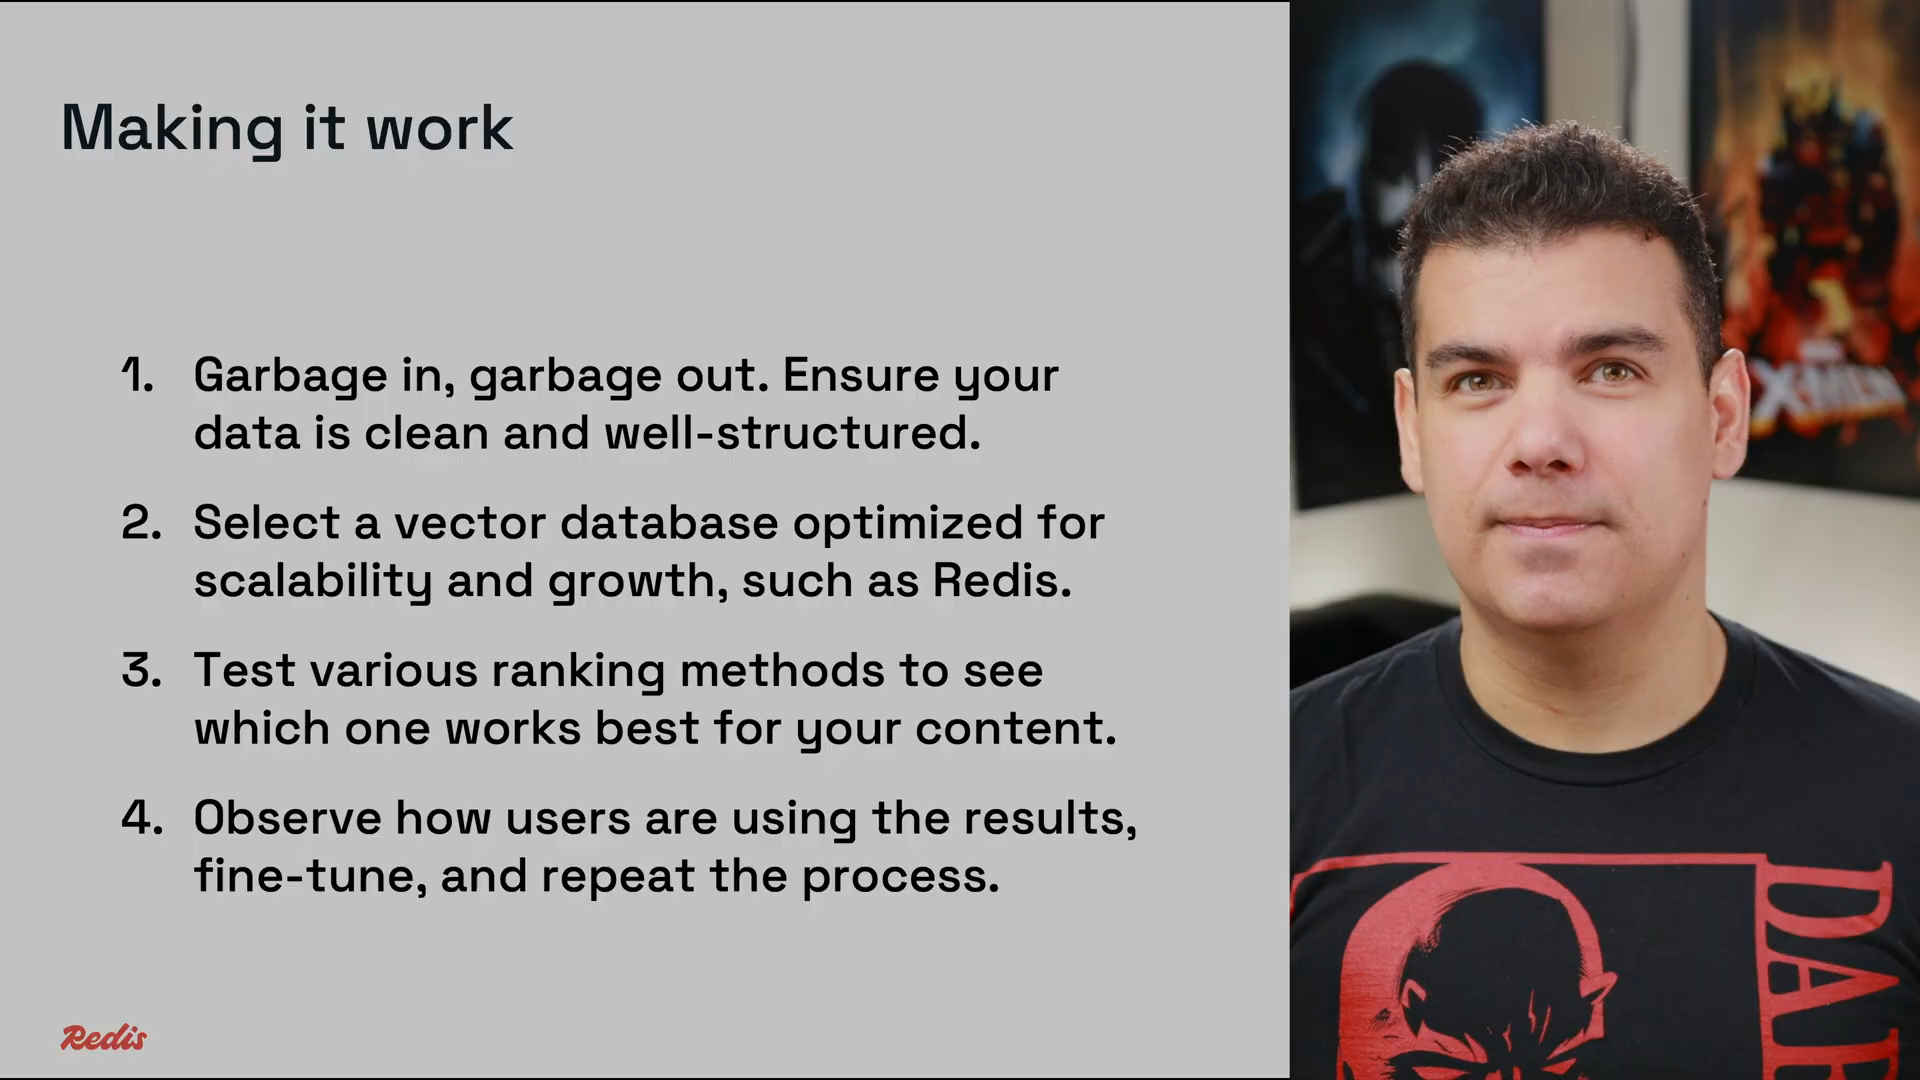 Making it work
1. Garbage in, garbage out. Ensure your
data is clean and well-structured.
2. Select a vector database optimized for
scalability and growth, such as Redis.
3. Test various ranking methods to see
which one works best for your content.
4. Observe how users are using the results,
fine-tune, and repeat the process.
Redis
X-MEN